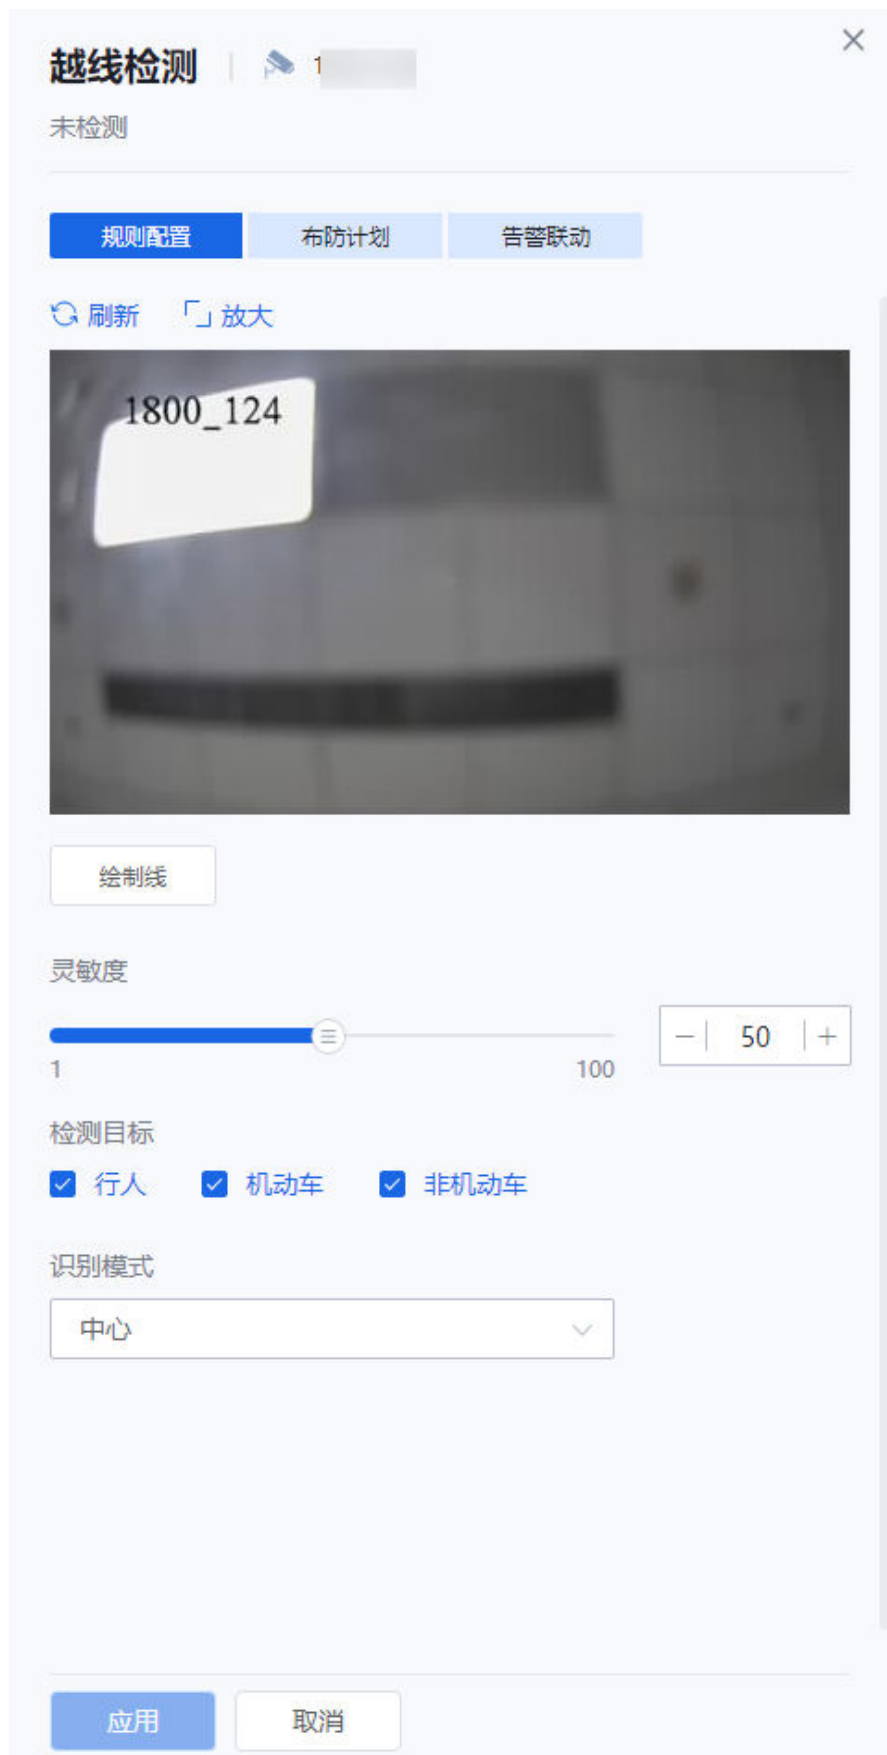 越线检测 1
未检测
规则配置 布防计划 告警联动
刷新 放大
1800_124
绘制线
灵敏度
50
1 100
检测目标
行人 机动车 非机动车
识别模式
中心
应用 取消